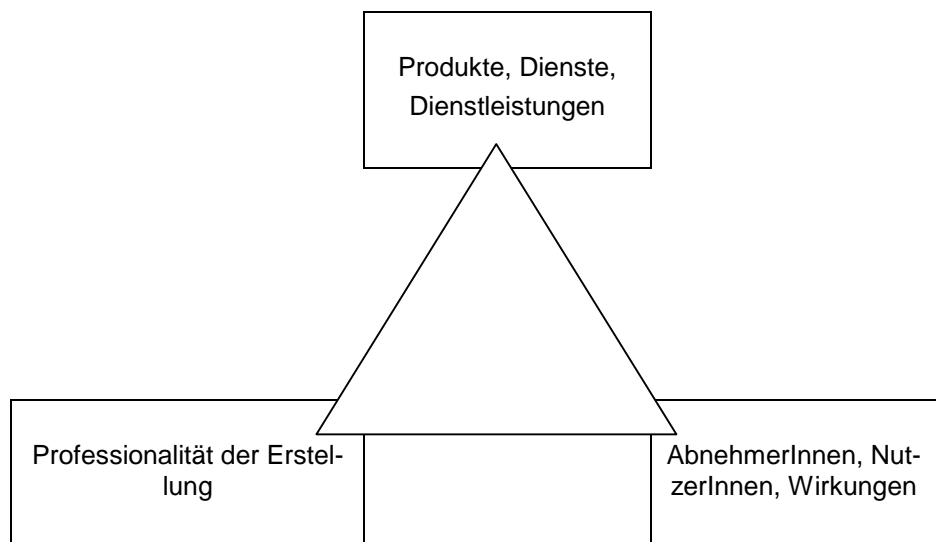 Produkte, Dienste,
Dienstleistungen
Professionalität der Erstel-
lung
AbnehmerInnen, Nut-
zerInnen, Wirkungen